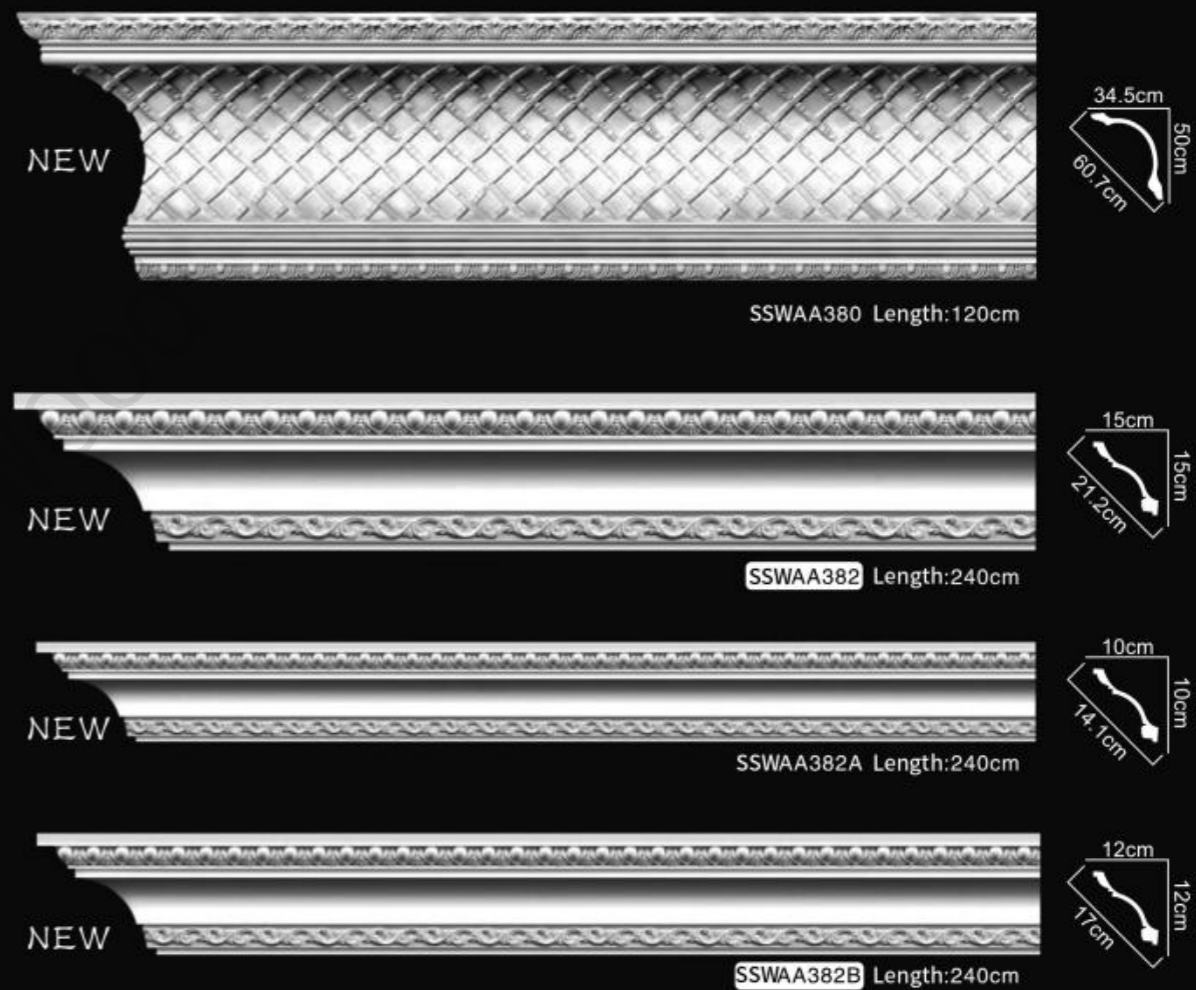 34.5cm
50cm
60.7cm
NEW
SSWAA380 Length:120cm
15cm
15cm
21.2cm
NEW
SSWAA382 Length:240cm
10cm
10cm
14.1cm
NEW
SSWAA382A Length:240cm
12cm
12cm
17cm
NEW
SSWAA382B Length:240cm